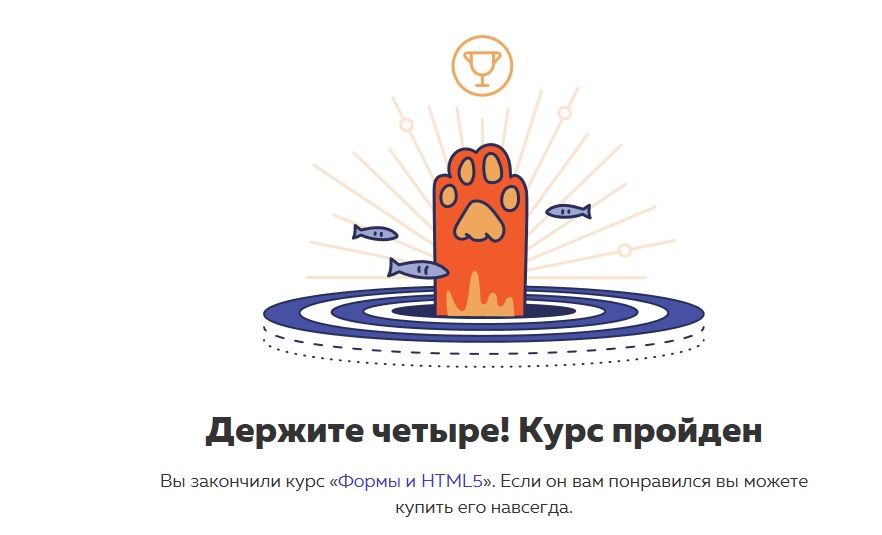 Держите четыре! Курс пройден
Вы закончили курс «Формы и HTML5». Если он вам понравился вы можете
купить его навсегда.